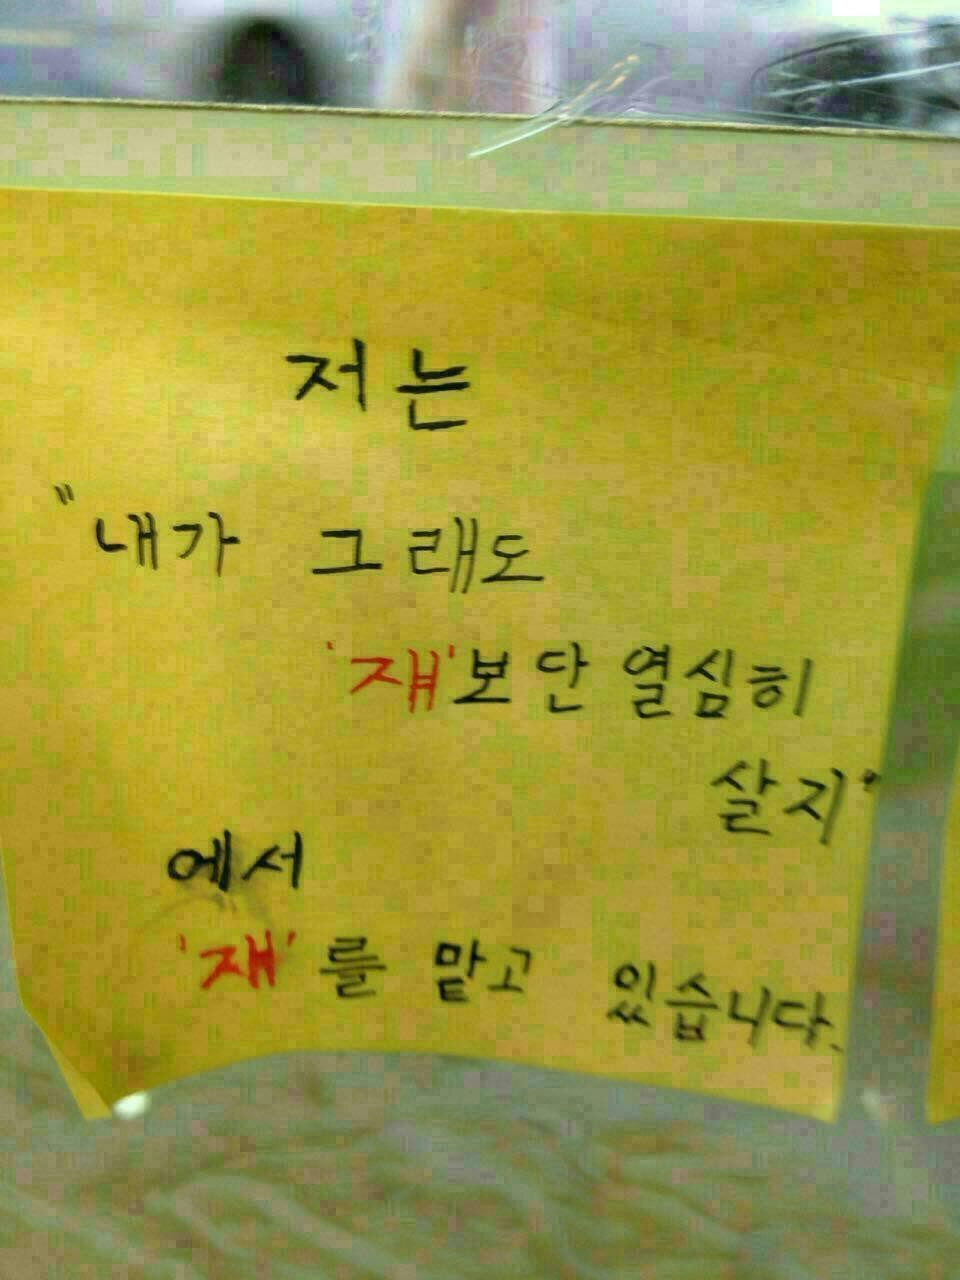 저는
"내가 그래도
'쟤'보단 열심히
살지"
에서
'재'를 맡고 있습니다.